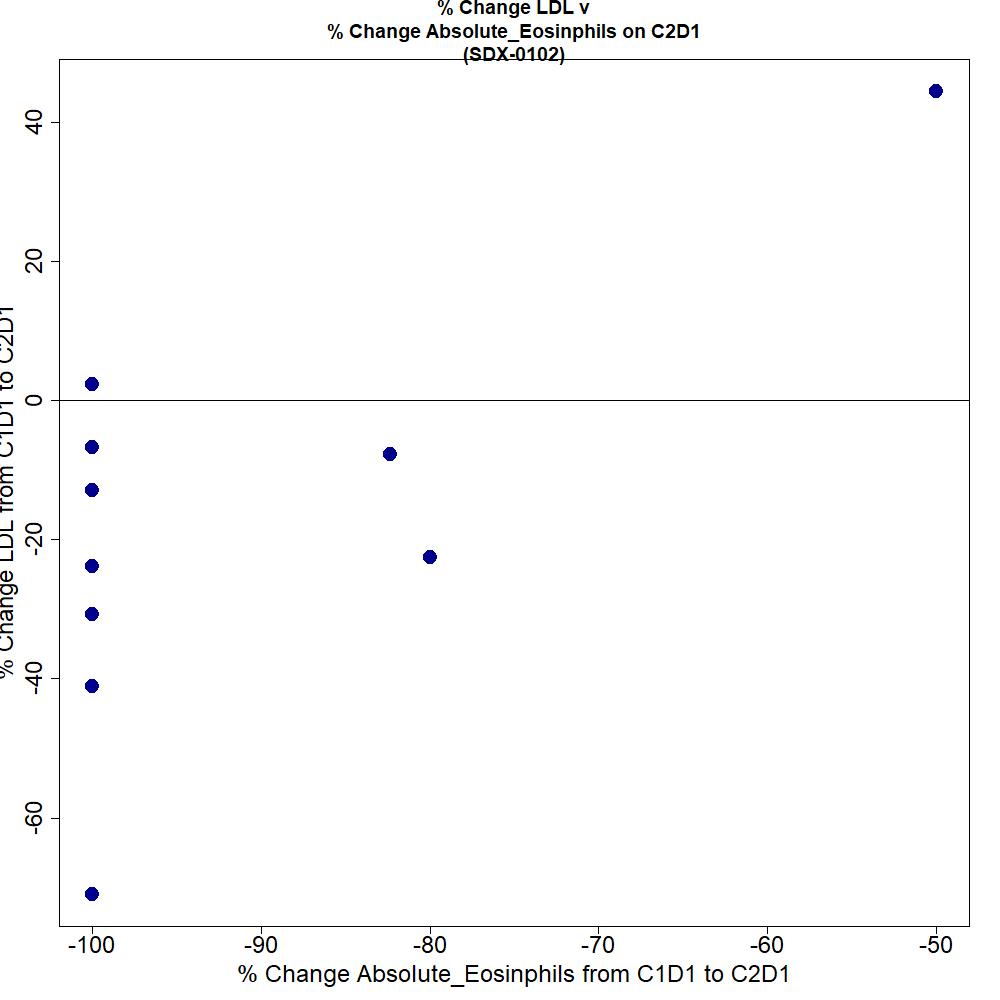 % Change LDL v
% Change Absolute_Eosinphils on C2D1
(SDX-0102)
% Change LDL from C1D1 to C2D1
40
20
0
-20
-40
-60
-100
-90
-80
-70
-60
-50
% Change Absolute_Eosinphils from C1D1 to C2D1